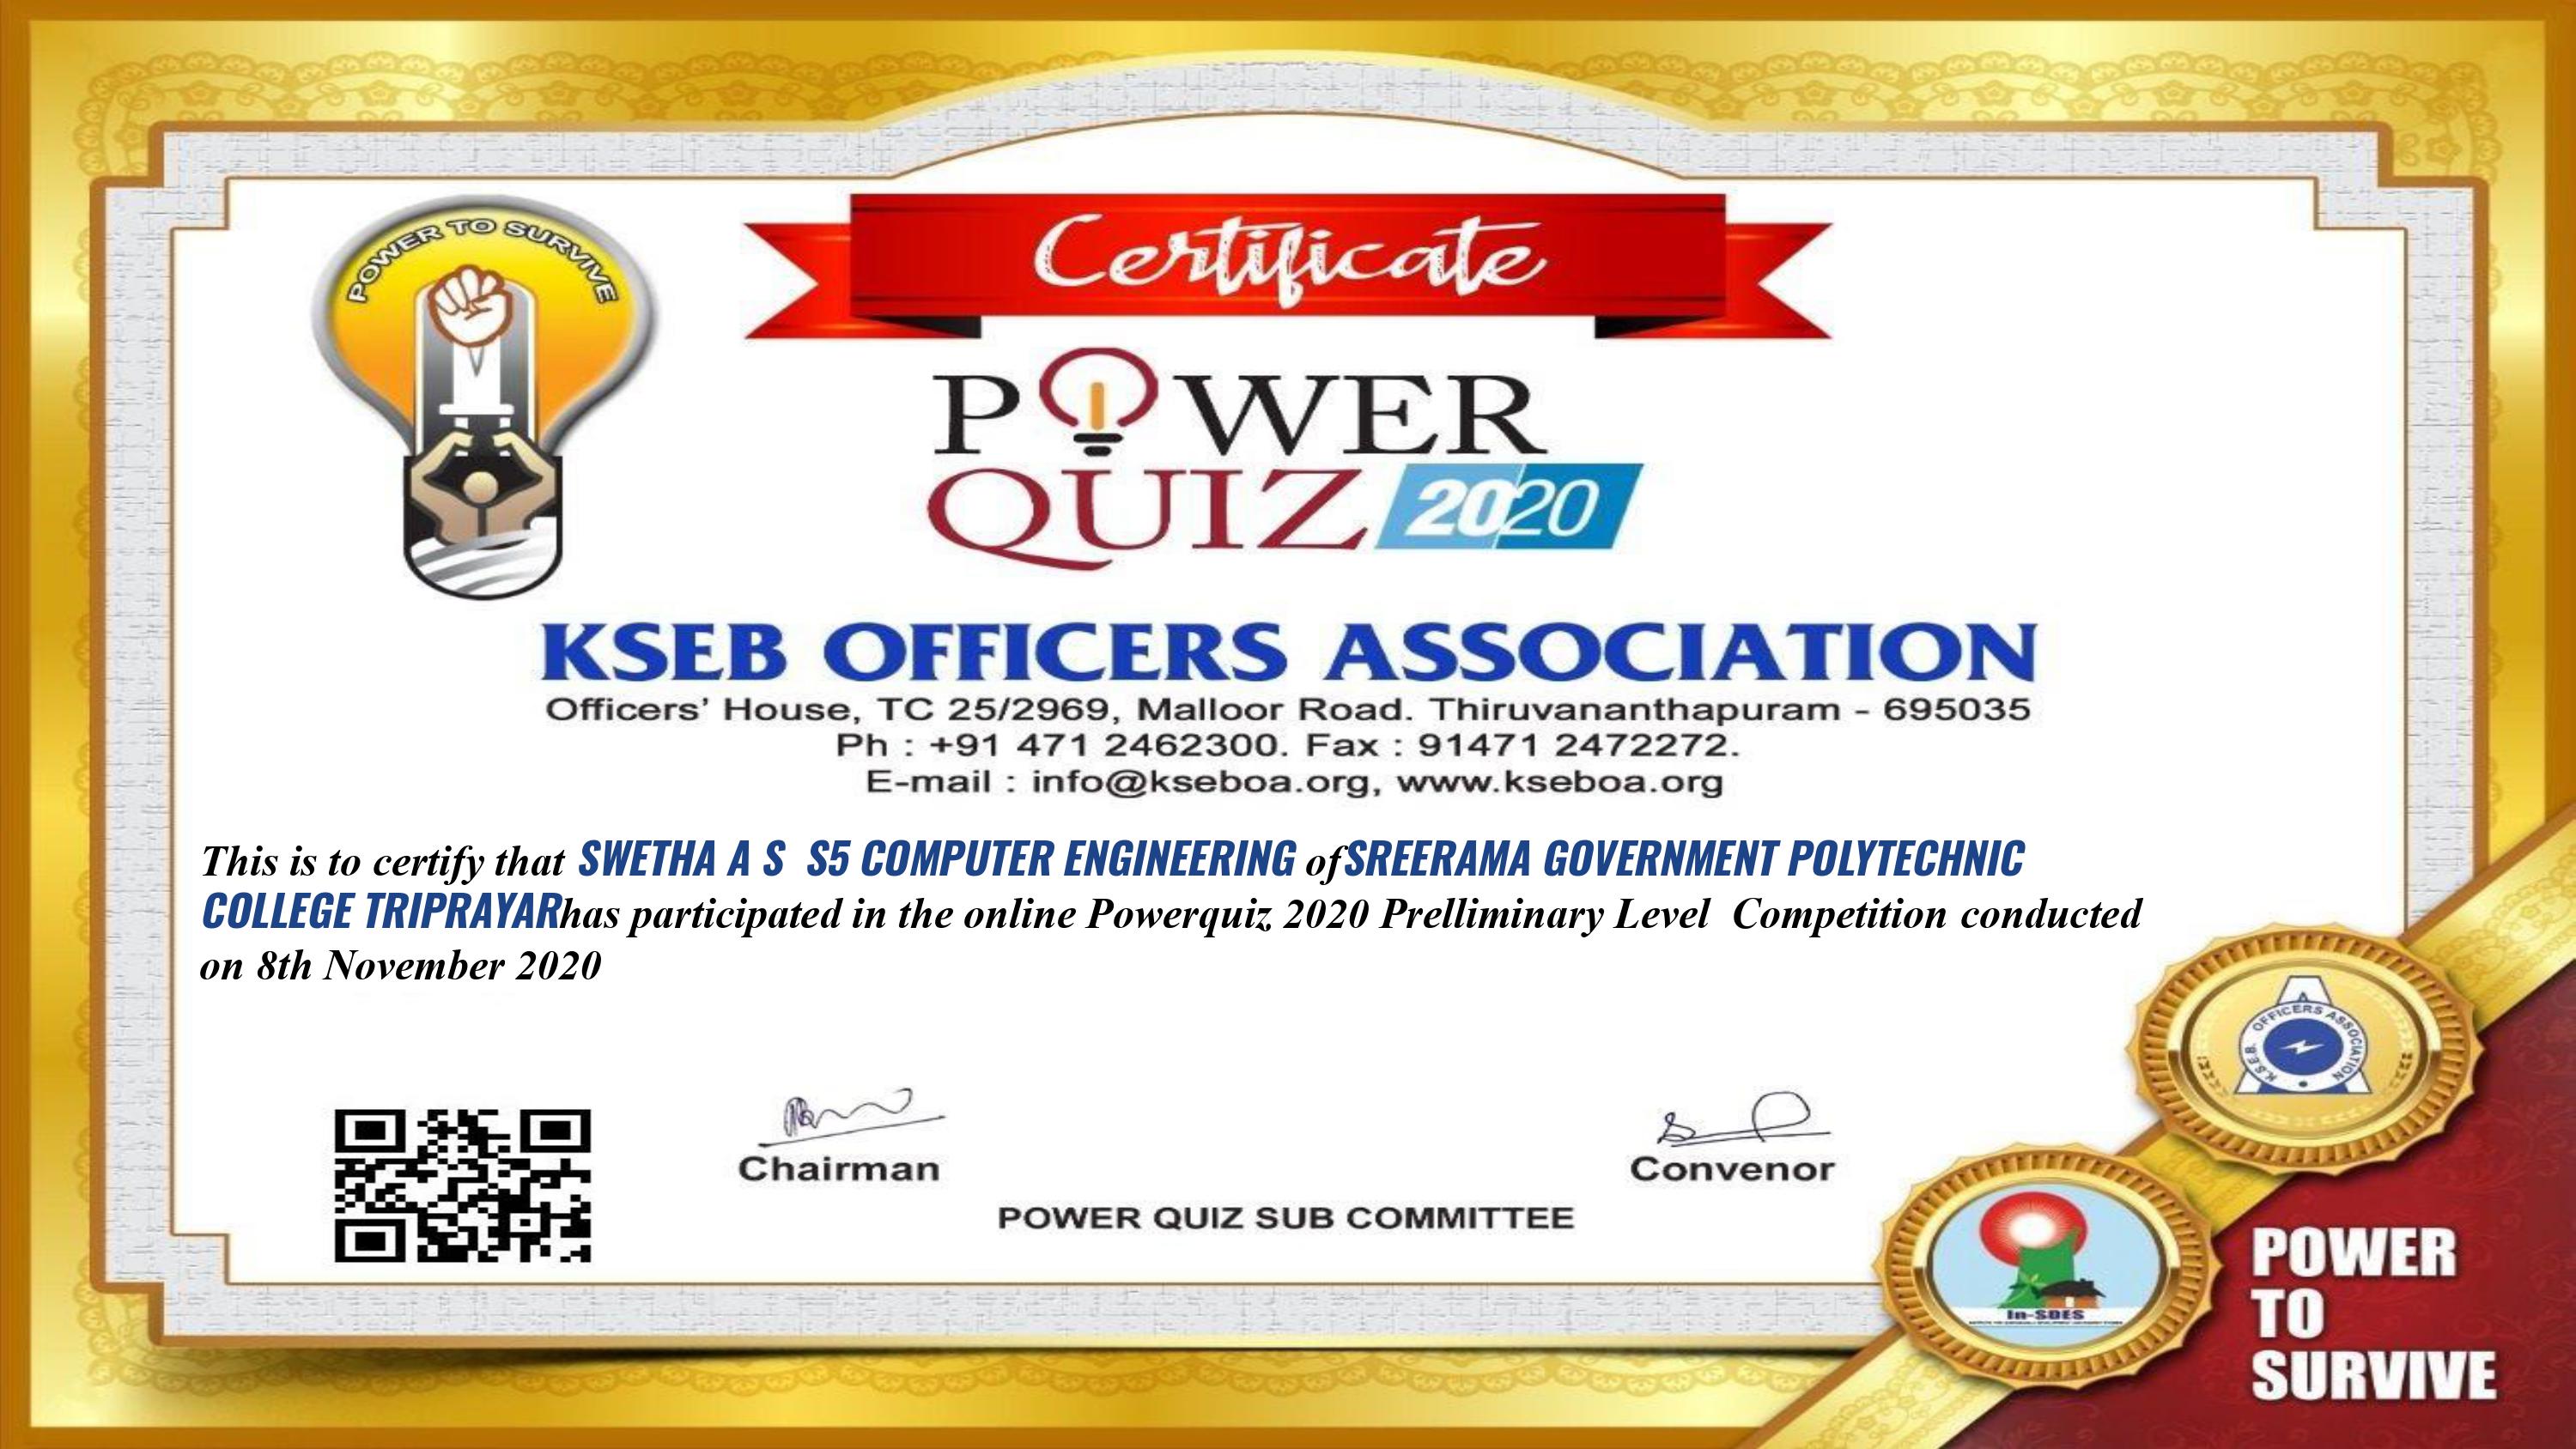 POWER TO SURVIVE
Certificate
POWER
QUIZ 2020
KSEB OFFICERS ASSOCIATION
Officers' House, TC 25/2969, Malloor Road. Thiruvananthapuram - 695035
Ph : +91 471 2462300. Fax : 91471 2472272.
E-mail : info@kseboa.org, www.kseboa.org
This is to certify that SWETHA A S  S5 COMPUTER ENGINEERING ofSREERAMA GOVERNMENT POLYTECHNIC
COLLEGE TRIPRAYARhas participated in the online Powerquiz 2020 Prelliminary Level  Competition conducted
on 8th November 2020
Chairman
Convenor
POWER QUIZ SUB COMMITTEE
K.S.E.B. OFFICERS ASSOCIATION
In-SDES
POWER
TO
SURVIVE